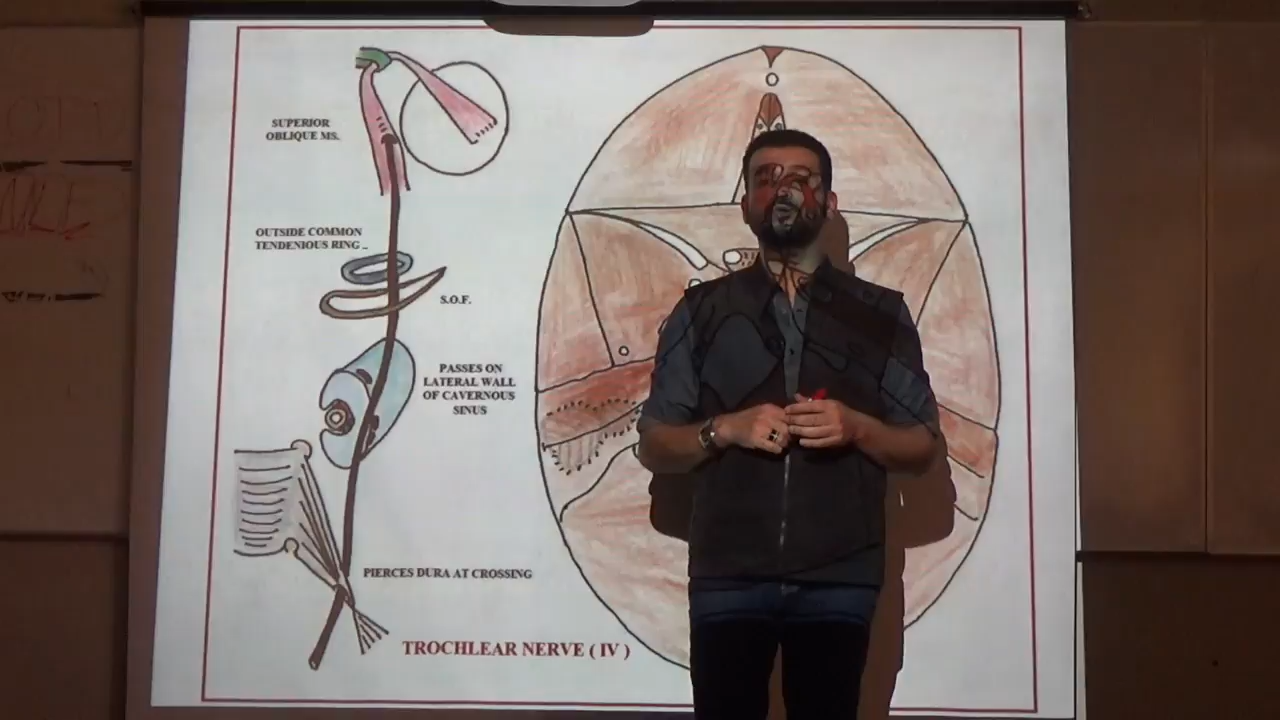 SUPERIOR
OBLIQUE MS.
OUTSIDE COMMON
TENDENIOUS RING ..
S.O.F.
PASSES ON
LATERAL WALL
OF CAVERNOUS
SINUS
PIERCES DURA AT CROSSING
TROCHLEAR NERVE ( IV )